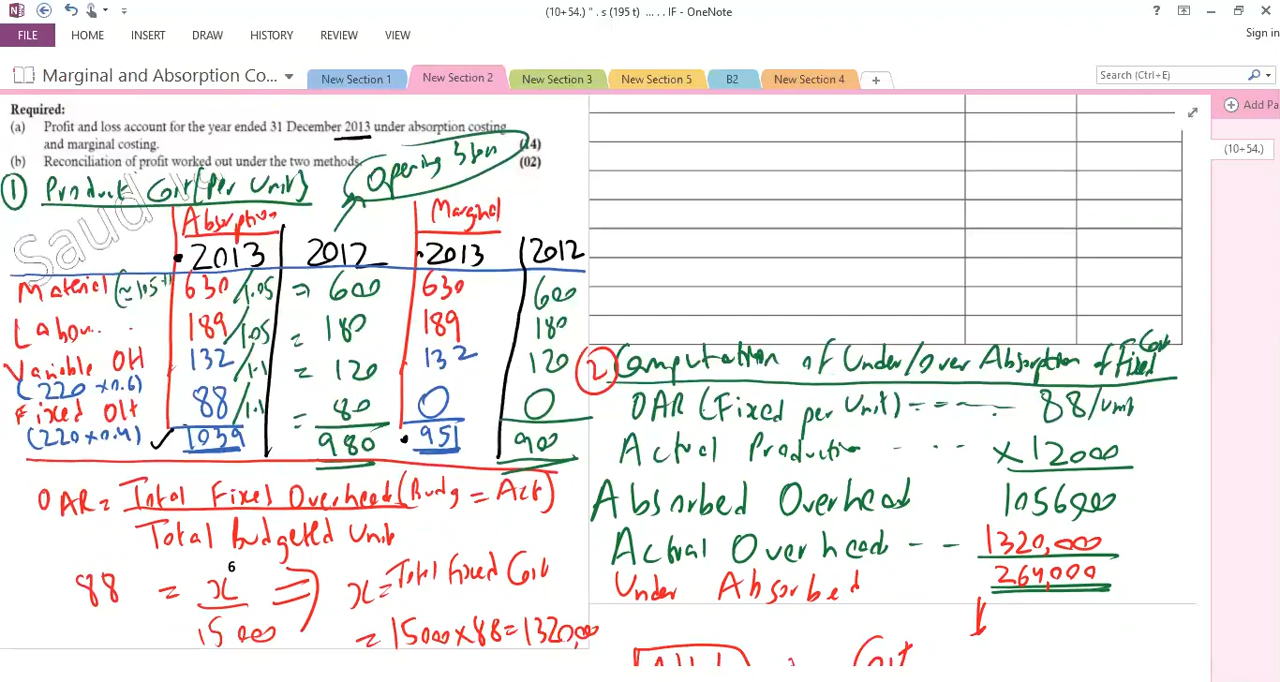 (10+54.) " . s (195 t) ... . . IF - OneNote
FILE HOME INSERT DRAW HISTORY REVIEW VIEW Sign in
Marginal and Absorption Co... New Section 1 New Section 2 New Section 3 New Section 5 B2 New Section 4 + Search (Ctrl+E)
Add Pa
(10+54.)
Required:
(a) Profit and loss account for the year ended 31 December 2013 under absorption costing
and marginal costing. (14)
(b) Reconciliation of profit worked out under the two methods. (02)
Opening
① Product Cost (Per Unit)
Saud
Absorption Marginal
2013 2012 2013 2012
Material 630/1.05 = 600 630 600
Labour .. 189/1.05 = 180 189 180
Variable OH 132/1.1 = 120 132 120
(220 x 0.6)
Fixed OH 88/1.1 = 80 0 0
(220 x 0.4) ✓ 1039 980 951 900
OAR = Total Fixed Overhead (Budg = Act)
Total Budgeted Unit
88 = x ⇒ x = Total Fixed Cost
6
15000
= 15000 x 88 = 1320,000
② Computation of Under/over Absorption of Fixed Cost
OAR (Fixed per Unit) - - - - 88/unit
Actual Production - - - x 12000
Absorbed Overhead 1056000
Actual Overhead - - 1320,000
Under Absorbed 264,000
Cost